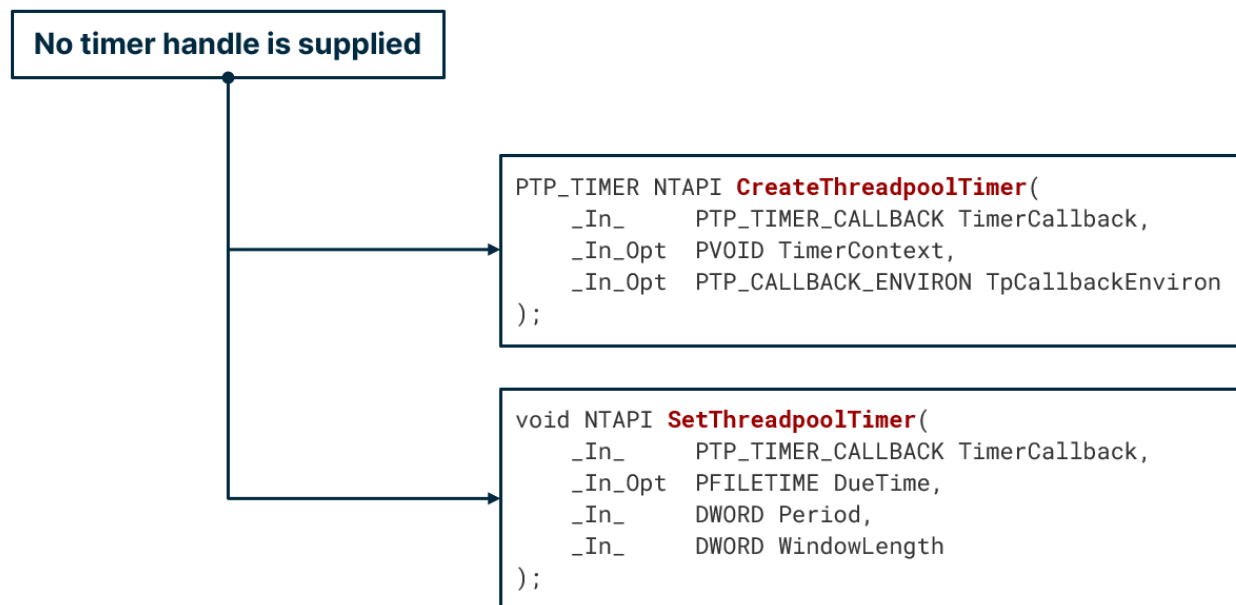 No timer handle is supplied
PTP_TIMER NTAPI CreateThreadpoolTimer(
_In_ PTP_TIMER_CALLBACK TimerCallback,
_In_Opt PVOID TimerContext,
_In_Opt PTP_CALLBACK_ENVIRON TpCallbackEnviron
);
void NTAPI SetThreadpoolTimer(
_In_ PTP_TIMER_CALLBACK TimerCallback,
_In_Opt PFILETIME DueTime,
_In_ DWORD Period,
_In_ DWORD WindowLength
);